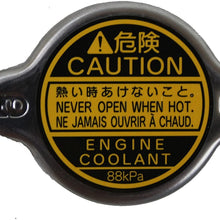 ⚠危険
CAUTION
熱い時あけないこと。
NEVER OPEN WHEN HOT.
NE JAMAIS OUVRIR À CHAUD.
ENGINE
COOLANT
88kPa